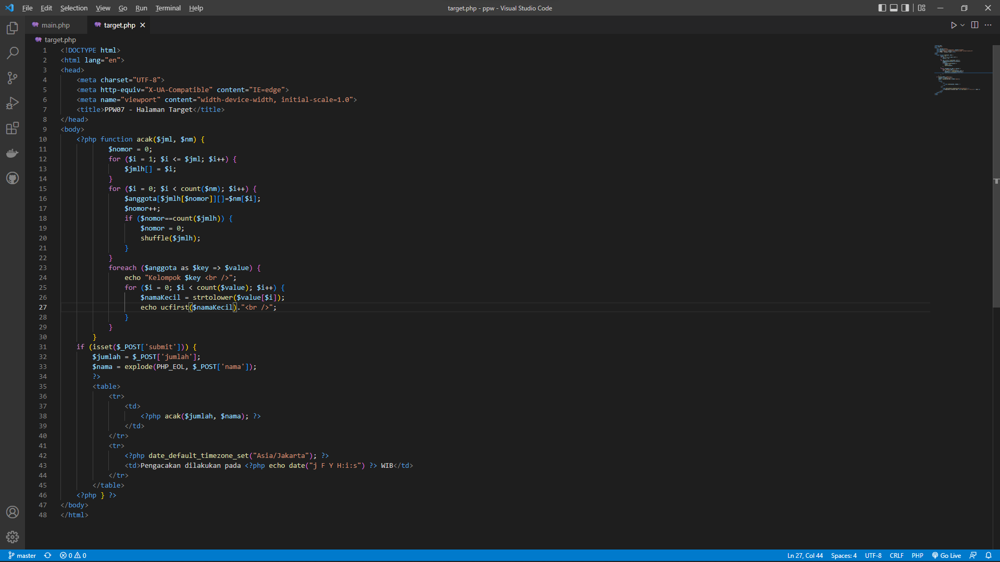 File Edit Selection View Go Run Terminal Help
target.php - ppw - Visual Studio Code
main.php
target.php
target.php
1 <!DOCTYPE html>
2 <html lang="en">
3 <head>
4 <meta charset="UTF-8">
5 <meta http-equiv="X-UA-Compatible" content="IE=edge">
6 <meta name="viewport" content="width-device-width, initial-scale=1.0">
7 <title>PPW07 - Halaman Target</title>
8 </head>
9 <body>
10 <?php function acak($jml, $nm) {
11 $nomor = 0;
12 for ($i = 1; $i <= $jml; $i++) {
13 $jmlh[] = $i;
14 }
15 for ($i = 0; $i < count($nm); $i++) {
16 $anggota[$jmlh[$nomor]][]=$nm[$i];
17 $nomor++;
18 if ($nomor==count($jmlh)) {
19 $nomor = 0;
20 shuffle($jmlh);
21 }
22 }
23 foreach ($anggota as $key => $value) {
24 echo "Kelompok $key <br />";
25 for ($i = 0; $i < count($value); $i++) {
26 $namaKecil = strtolower($value[$i]);
27 echo ucfirst($namaKecil)."<br />";
28 }
29 }
30 }
31 if (isset($_POST['submit'])) {
32 $jumlah = $_POST['jumlah'];
33 $nama = explode(PHP_EOL, $_POST['nama']);
34 ?>
35 <table>
36 <tr>
37 <td>
38 <?php acak($jumlah, $nama); ?>
39 </td>
40 </tr>
41 <tr>
42 <?php date_default_timezone_set("Asia/Jakarta"); ?>
43 <td>Pengacakan dilakukan pada <?php echo date("j F Y H:i:s") ?> WIB</td>
44 </tr>
45 </table>
46 <?php } ?>
47 </body>
48 </html>
master 0 0 Ln 27, Col 44 Spaces: 4 UTF-8 CRLF PHP Go Live